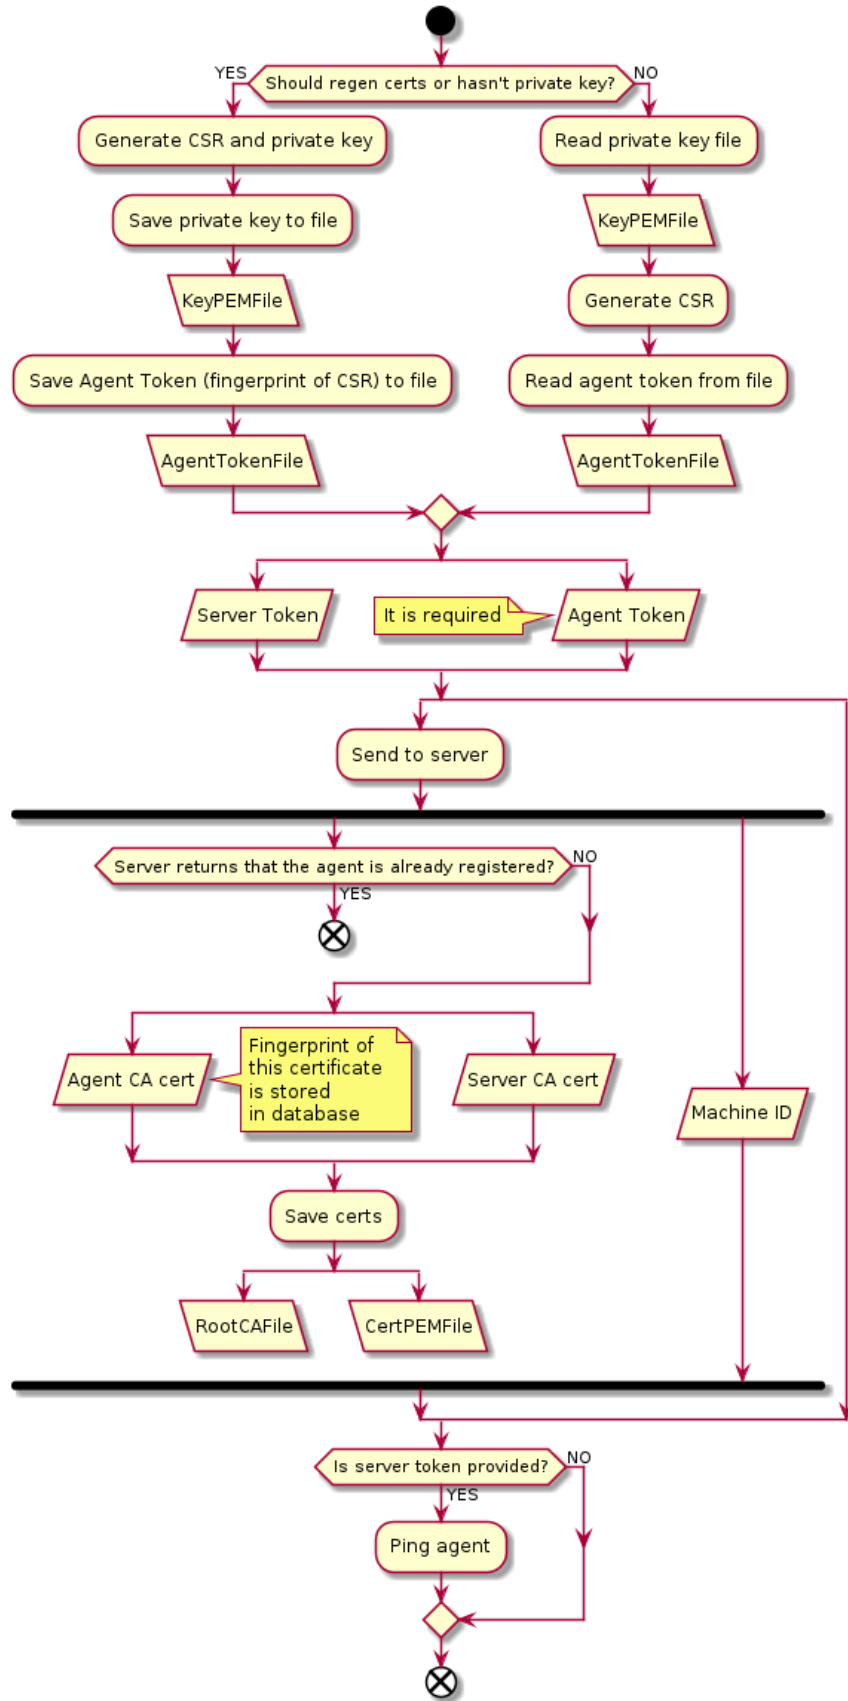 Should regen certs or hasn't private key?
YES
NO
Generate CSR and private key
Read private key file
Save private key to file
KeyPEMFile
KeyPEMFile
Generate CSR
Save Agent Token (fingerprint of CSR) to file
Read agent token from file
AgentTokenFile
AgentTokenFile
Server Token
It is required
Agent Token
Send to server
Server returns that the agent is already registered?
NO
YES
Agent CA cert
Fingerprint of
this certificate
is stored
in database
Server CA cert
Machine ID
Save certs
RootCAFile
CertPEMFile
Is server token provided?
NO
YES
Ping agent